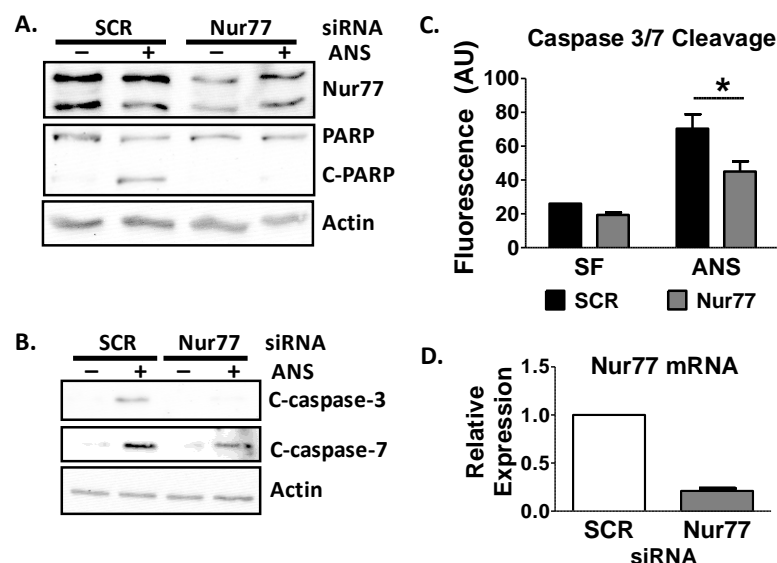 A.
SCR Nur77 siRNA
– + – + ANS
Nur77
PARP
C-PARP
Actin
B.
SCR Nur77 siRNA
– + – + ANS
C-caspase-3
C-caspase-7
Actin
C.
Caspase 3/7 Cleavage
Fluorescence (AU)
100
80
60
40
20
0
*
SF ANS
SCR Nur77
D.
Nur77 mRNA
Relative
Expression
1.5
1.0
0.5
0.0
SCR Nur77
siRNA